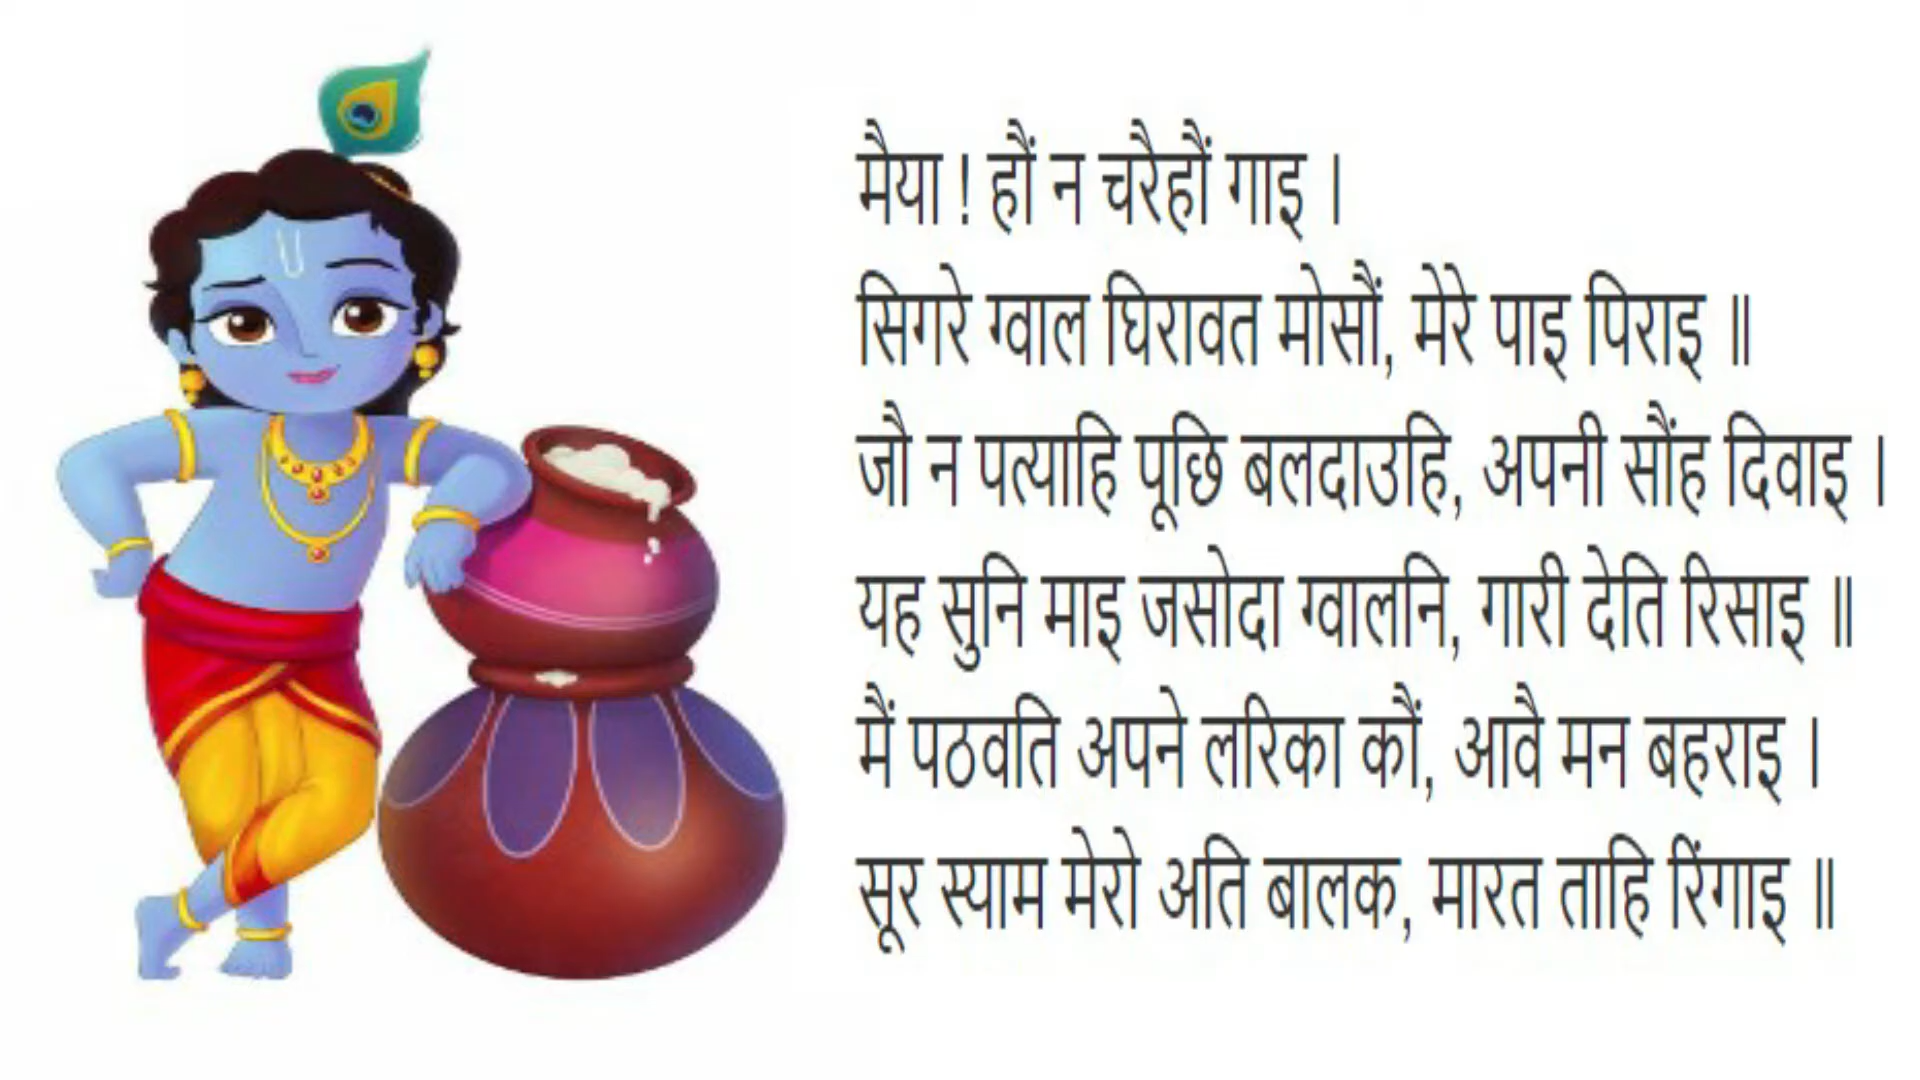 मैया ! हौं न चरैहौं गाइ ।
सिगरे ग्वाल घिरावत मोसौं, मेरे पाइ पिराइ ॥
जौ न पत्याहि पूछि बलदाउहि, अपनी सौंह दिवाइ ।
यह सुनि माइ जसोदा ग्वालनि, गारी देति रिसाइ ॥
मैं पठवति अपने लरिका कौं, आवै मन बहराइ ।
सूर स्याम मेरो अति बालक, मारत ताहि रिंगाइ ॥